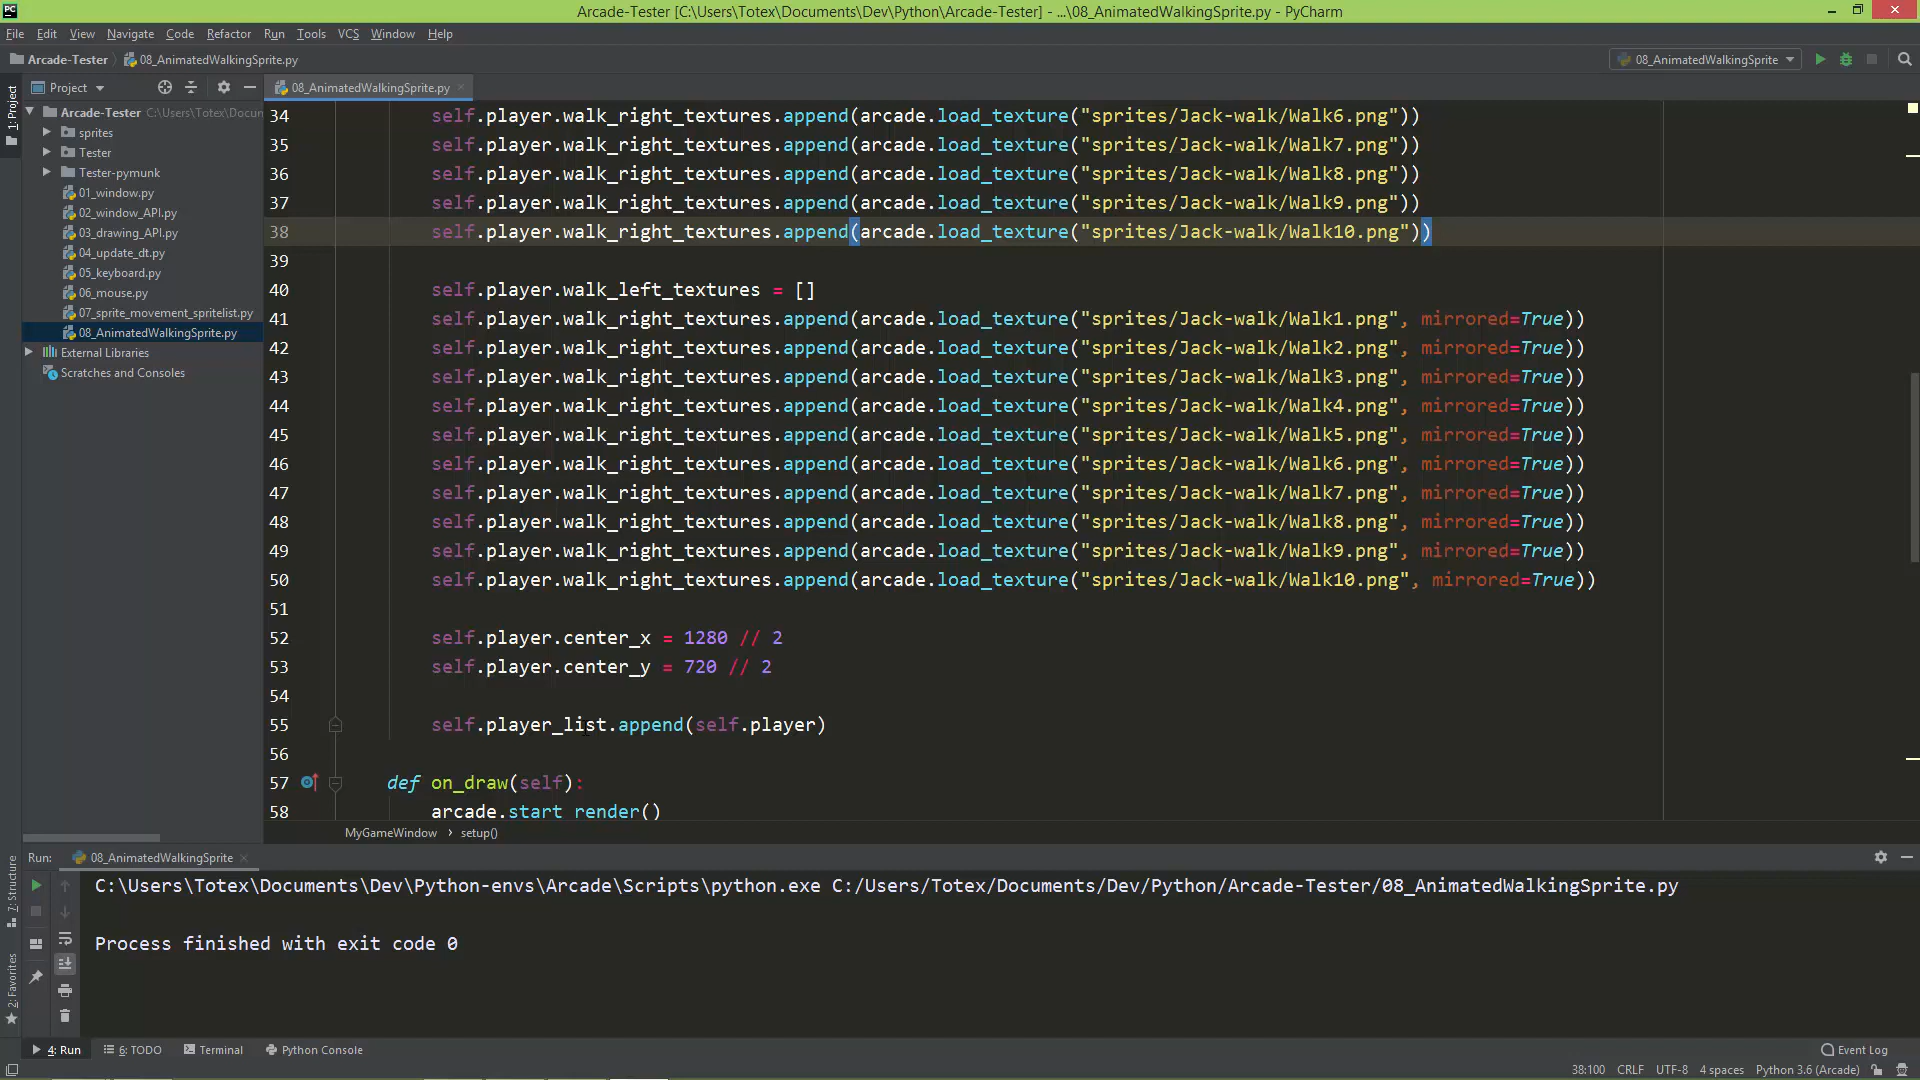 PC
Arcade-Tester [C:\Users\Totex\Documents\Dev\Python\Arcade-Tester] - ...\08_AnimatedWalkingSprite.py - PyCharm
File Edit View Navigate Code Refactor Run Tools VCS Window Help
Arcade-Tester 08_AnimatedWalkingSprite.py
08_AnimatedWalkingSprite
1: Project
Project
08_AnimatedWalkingSprite.py
Arcade-Tester C:\Users\Totex\Docum
sprites
Tester
Tester-pymunk
01_window.py
02_window_API.py
03_drawing_API.py
04_update_dt.py
05_keyboard.py
06_mouse.py
07_sprite_movement_spritelist.py
08_AnimatedWalkingSprite.py
External Libraries
Scratches and Consoles
34 self.player.walk_right_textures.append(arcade.load_texture("sprites/Jack-walk/Walk6.png"))
35 self.player.walk_right_textures.append(arcade.load_texture("sprites/Jack-walk/Walk7.png"))
36 self.player.walk_right_textures.append(arcade.load_texture("sprites/Jack-walk/Walk8.png"))
37 self.player.walk_right_textures.append(arcade.load_texture("sprites/Jack-walk/Walk9.png"))
38 self.player.walk_right_textures.append(arcade.load_texture("sprites/Jack-walk/Walk10.png"))
39
40 self.player.walk_left_textures = []
41 self.player.walk_right_textures.append(arcade.load_texture("sprites/Jack-walk/Walk1.png", mirrored=True))
42 self.player.walk_right_textures.append(arcade.load_texture("sprites/Jack-walk/Walk2.png", mirrored=True))
43 self.player.walk_right_textures.append(arcade.load_texture("sprites/Jack-walk/Walk3.png", mirrored=True))
44 self.player.walk_right_textures.append(arcade.load_texture("sprites/Jack-walk/Walk4.png", mirrored=True))
45 self.player.walk_right_textures.append(arcade.load_texture("sprites/Jack-walk/Walk5.png", mirrored=True))
46 self.player.walk_right_textures.append(arcade.load_texture("sprites/Jack-walk/Walk6.png", mirrored=True))
47 self.player.walk_right_textures.append(arcade.load_texture("sprites/Jack-walk/Walk7.png", mirrored=True))
48 self.player.walk_right_textures.append(arcade.load_texture("sprites/Jack-walk/Walk8.png", mirrored=True))
49 self.player.walk_right_textures.append(arcade.load_texture("sprites/Jack-walk/Walk9.png", mirrored=True))
50 self.player.walk_right_textures.append(arcade.load_texture("sprites/Jack-walk/Walk10.png", mirrored=True))
51
52 self.player.center_x = 1280 // 2
53 self.player.center_y = 720 // 2
54
55 self.player_list.append(self.player)
56
57 def on_draw(self):
58 arcade.start_render()
MyGameWindow › setup()
Run: 08_AnimatedWalkingSprite
7: Structure
2: Favorites
C:\Users\Totex\Documents\Dev\Python-envs\Arcade\Scripts\python.exe C:/Users/Totex/Documents/Dev/Python/Arcade-Tester/08_AnimatedWalkingSprite.py
Process finished with exit code 0
4: Run 6: TODO Terminal Python Console Event Log
38:100 CRLF UTF-8 4 spaces Python 3.6 (Arcade)